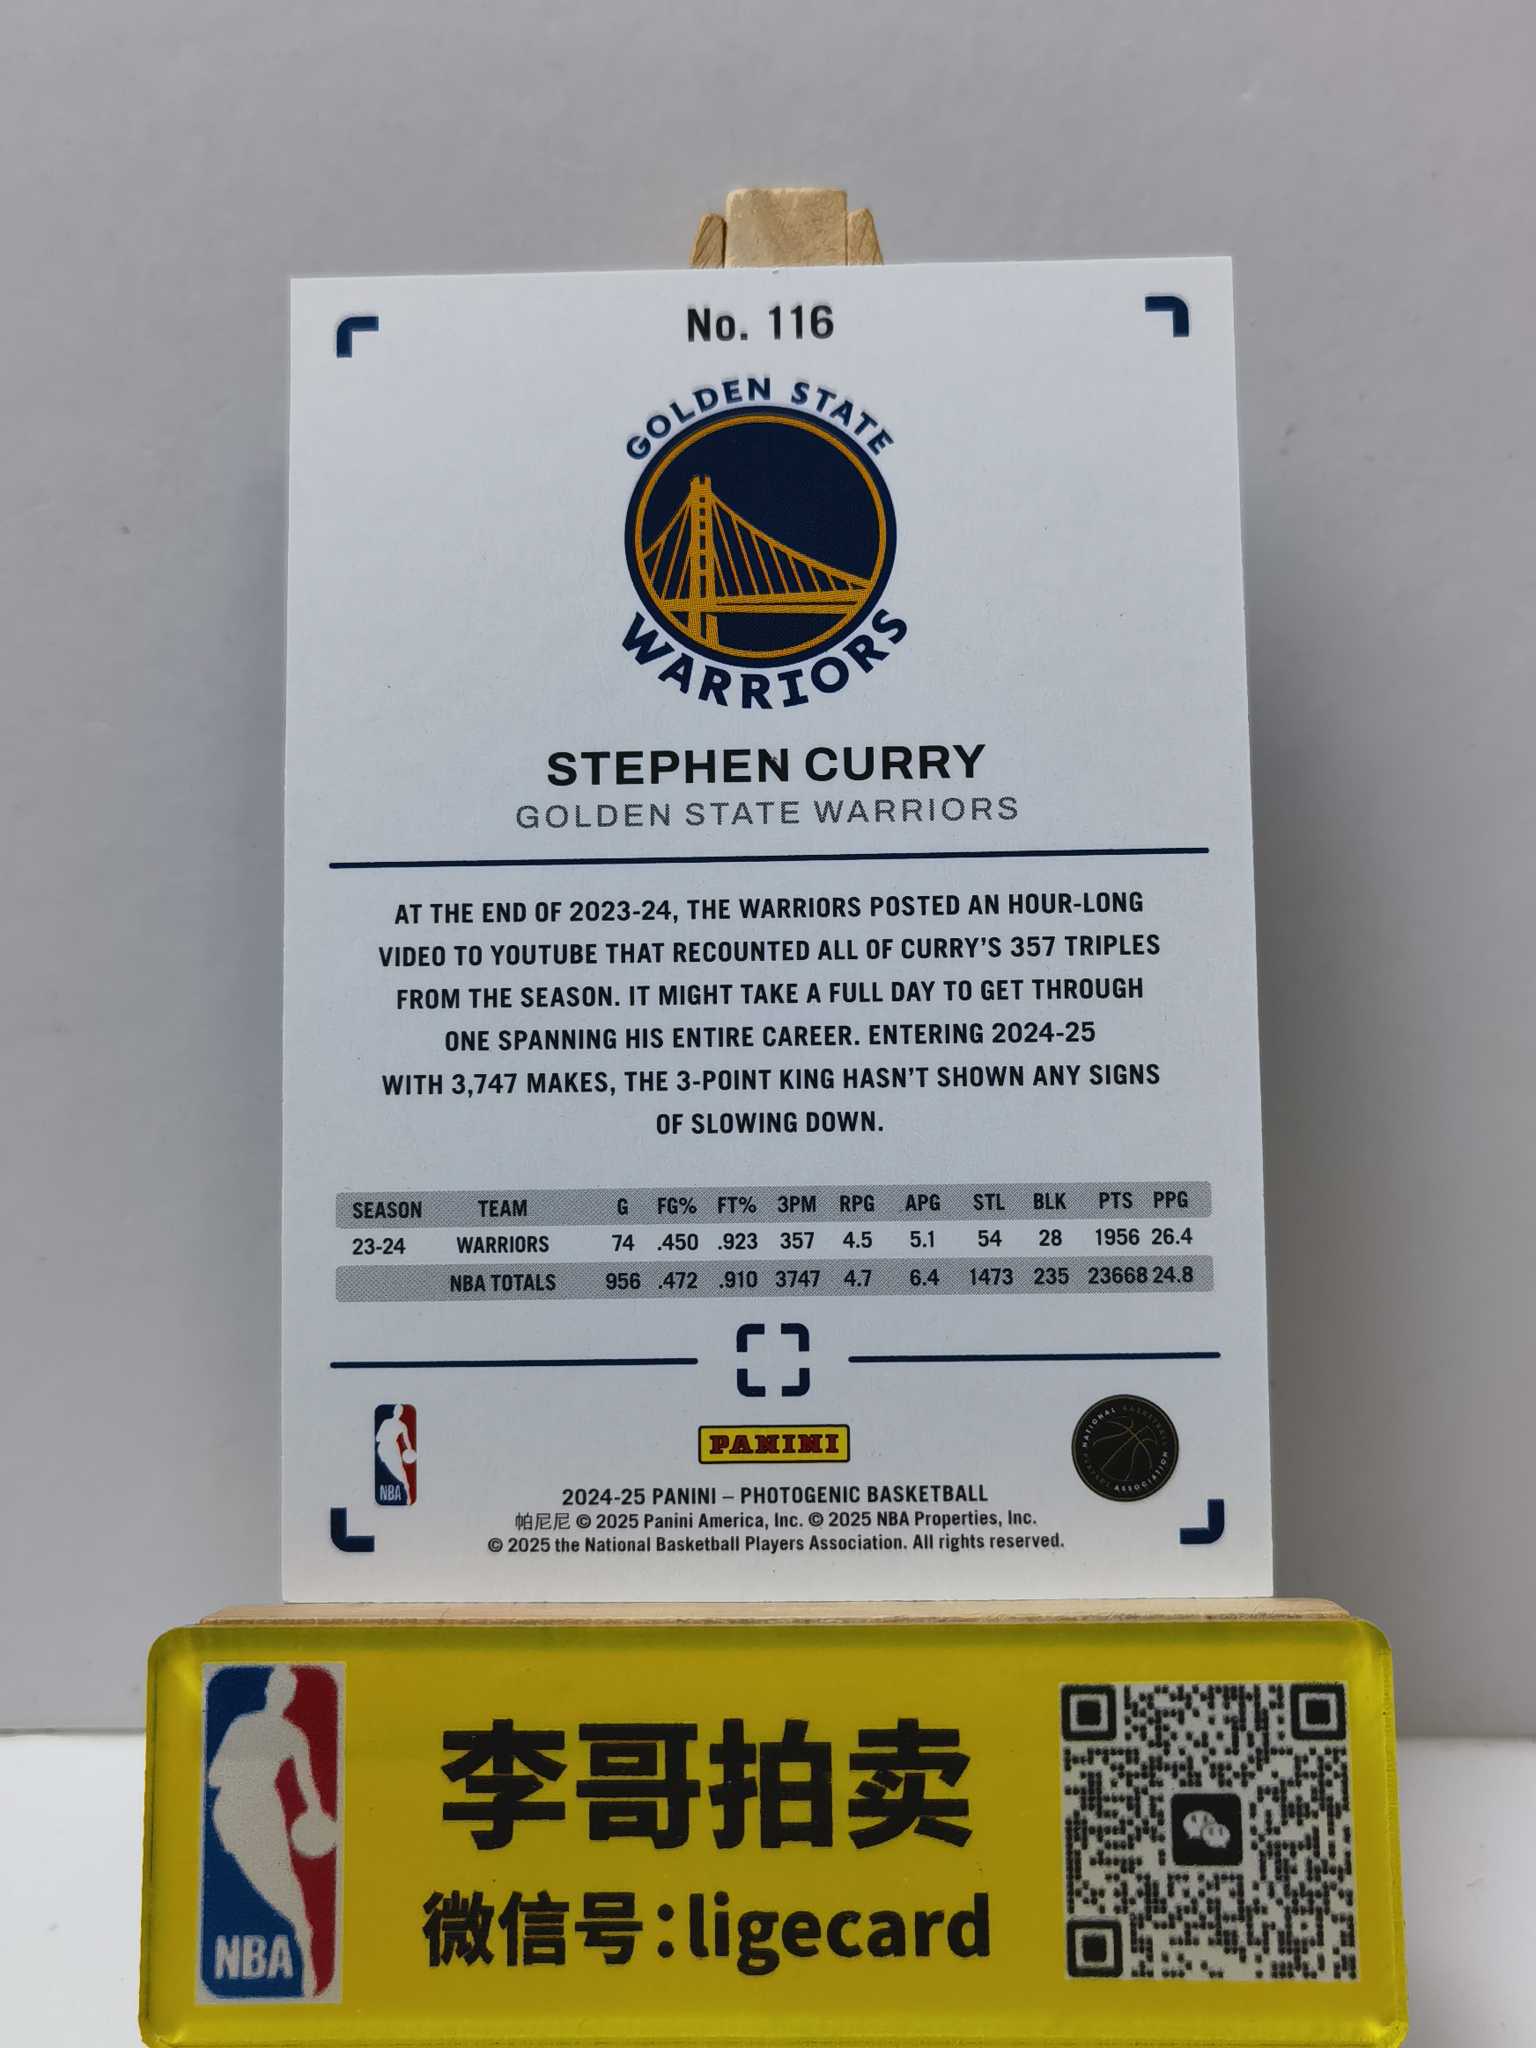 No. 116
GOLDEN STATE
WARRIORS
STEPHEN CURRY
GOLDEN STATE WARRIORS
AT THE END OF 2023-24, THE WARRIORS POSTED AN HOUR-LONG
VIDEO TO YOUTUBE THAT RECOUNTED ALL OF CURRY'S 357 TRIPLES
FROM THE SEASON. IT MIGHT TAKE A FULL DAY TO GET THROUGH
ONE SPANNING HIS ENTIRE CAREER. ENTERING 2024-25
WITH 3,747 MAKES, THE 3-POINT KING HASN'T SHOWN ANY SIGNS
OF SLOWING DOWN.
SEASON TEAM G FG% FT% 3PM RPG APG STL BLK PTS PPG
23-24 WARRIORS 74 .450 .923 357 4.5 5.1 54 28 1956 26.4
NBA TOTALS 956 .472 .910 3747 4.7 6.4 1473 235 23668 24.8
NBA
PANINI
NATIONAL BASKETBALL
PLAYERS ASSOCIATION
2024-25 PANINI – PHOTOGENIC BASKETBALL
帕尼尼 © 2025 Panini America, Inc. © 2025 NBA Properties, Inc.
© 2025 the National Basketball Players Association. All rights reserved.
NBA
李哥拍卖
微信号:ligecard